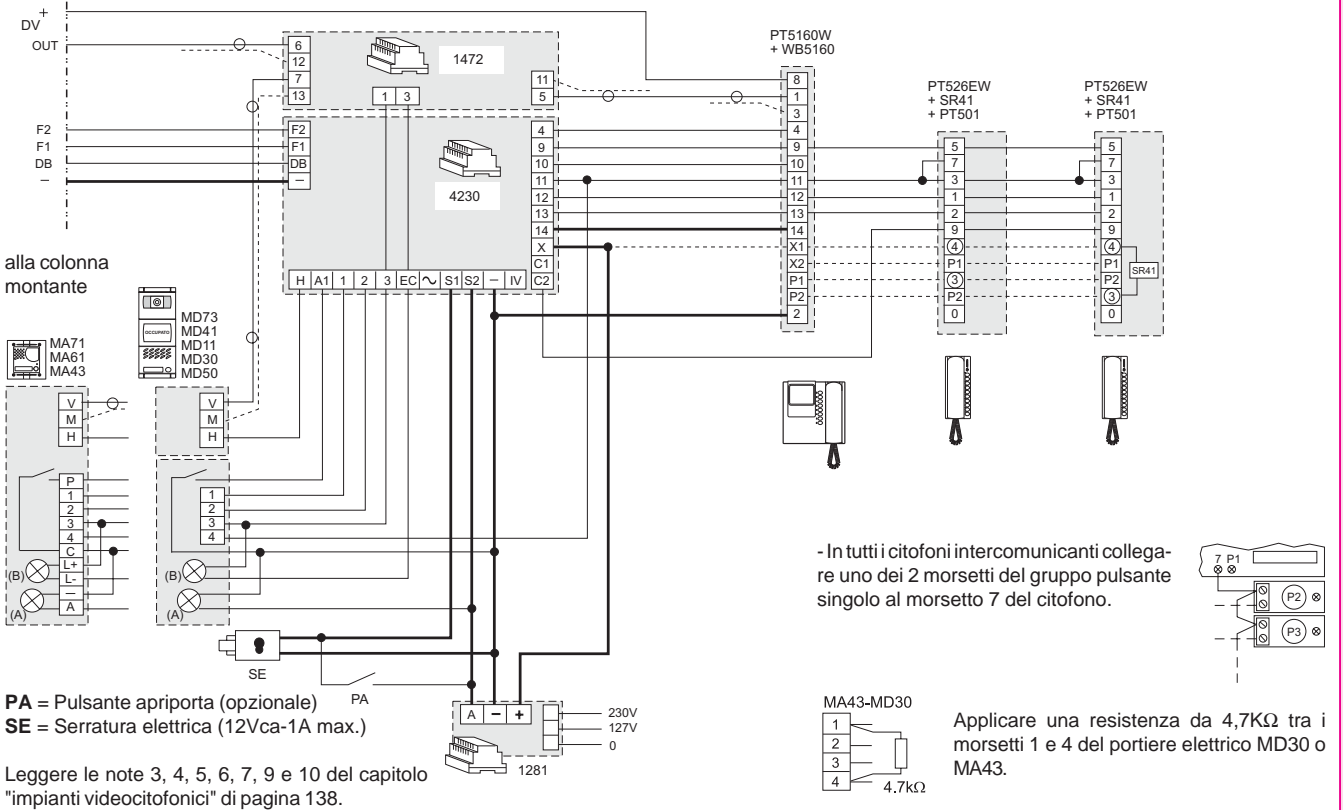 +
DV
OUT
F2
F1
DB
–
alla colonna
montante
6
12
7
13
1472
1 3
11
5
F2
F1
DB
–
4230
4
9
10
11
12
13
14
X
C1
C2
H A1 1 2 3 EC ~ S1 S2 – IV
PT5160W
+ WB5160
8
1
3
4
9
10
11
12
13
14
X1
X2
P1
P2
2
PT526EW
+ SR41
+ PT501
5
7
3
1
2
9
4
P1
3
P2
0
PT526EW
+ SR41
+ PT501
5
7
3
1
2
9
4
P1
P2
3
0
SR41
MA71
MA61
MA43
V
M
H
P
1
2
3
4
C
L+
L-
–
A
(B)
(A)
OCCUPATO
MD73
MD41
MD11
MD30
MD50
V
M
H
1
2
3
4
(B)
(A)
SE
PA
A – +
230V
127V
0
1281
PA = Pulsante apriporta (opzionale)
SE = Serratura elettrica (12Vca-1A max.)
Leggere le note 3, 4, 5, 6, 7, 9 e 10 del capitolo
"impianti videocitofonici" di pagina 138.
- In tutti i citofoni intercomunicanti collega-
re uno dei 2 morsetti del gruppo pulsante
singolo al morsetto 7 del citofono.
7 P1
P2
P3
MA43-MD30
1
2
3
4
4.7kΩ
Applicare una resistenza da 4,7KΩ tra i
morsetti 1 e 4 del portiere elettrico MD30 o
MA43.